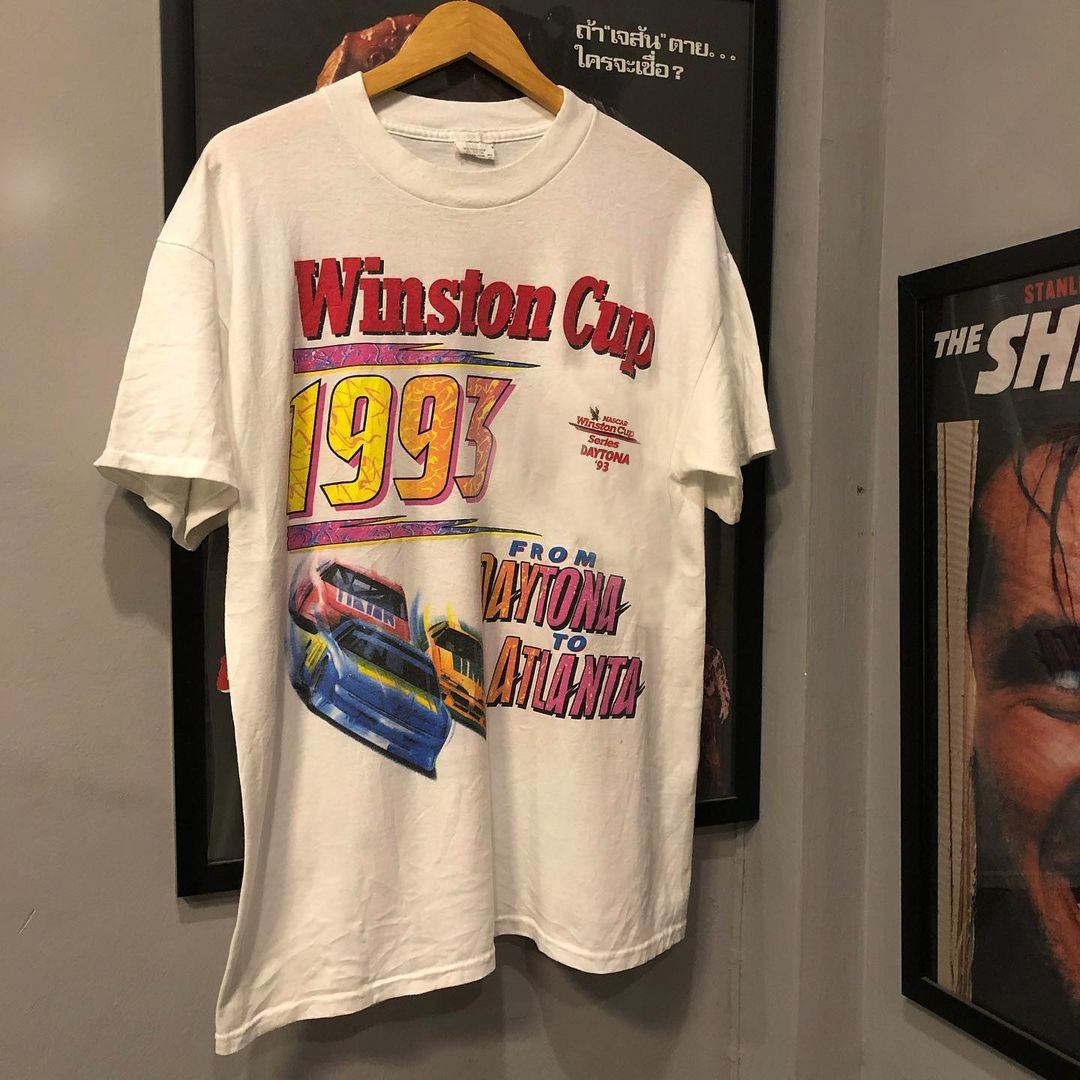 ถ้า"เจสัน"ตาย...
ใครจะเชื่อ?
Winston Cup
1993
NASCAR
Winston Cup
Series
DAYTONA
'93
FROM
DAYTONA
TO
ATLANTA
STANL
THE SH